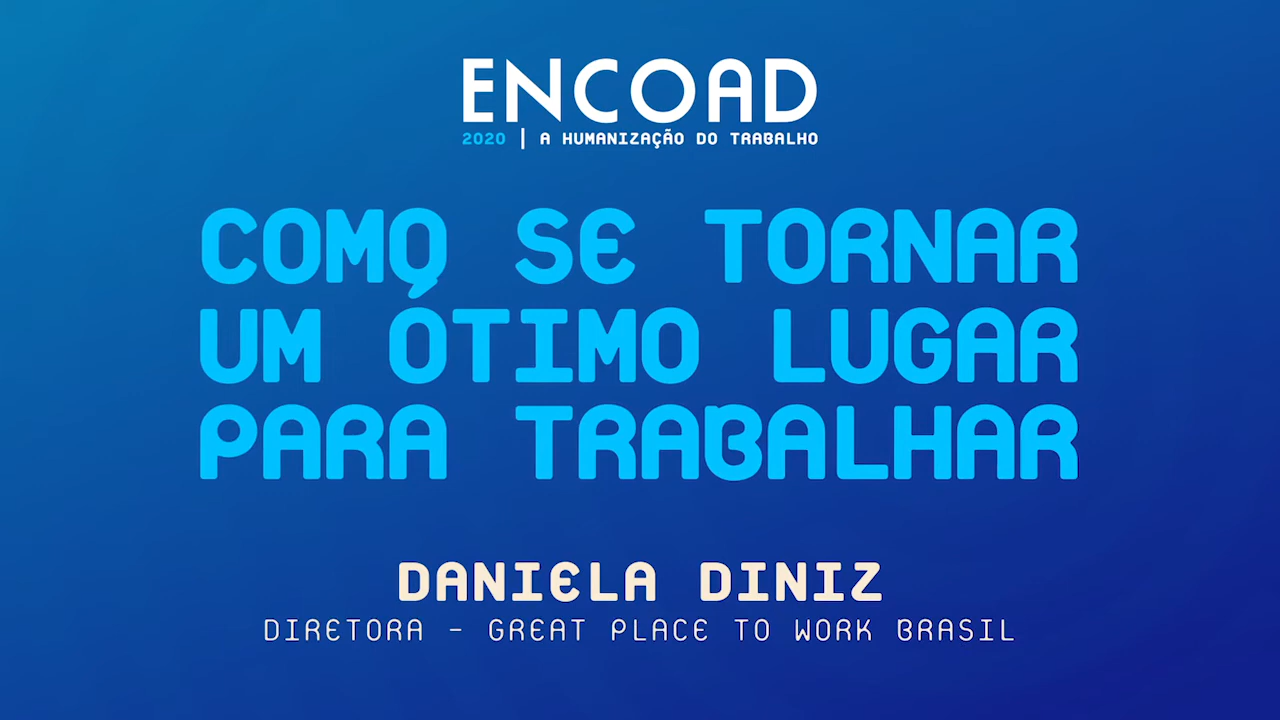 ENCOAD
2020 | A HUMANIZAÇÃO DO TRABALHO
COMO SE TORNAR
UM ÓTIMO LUGAR
PARA TRABALHAR
DANIELA DINIZ
DIRETORA - GREAT PLACE TO WORK BRASIL